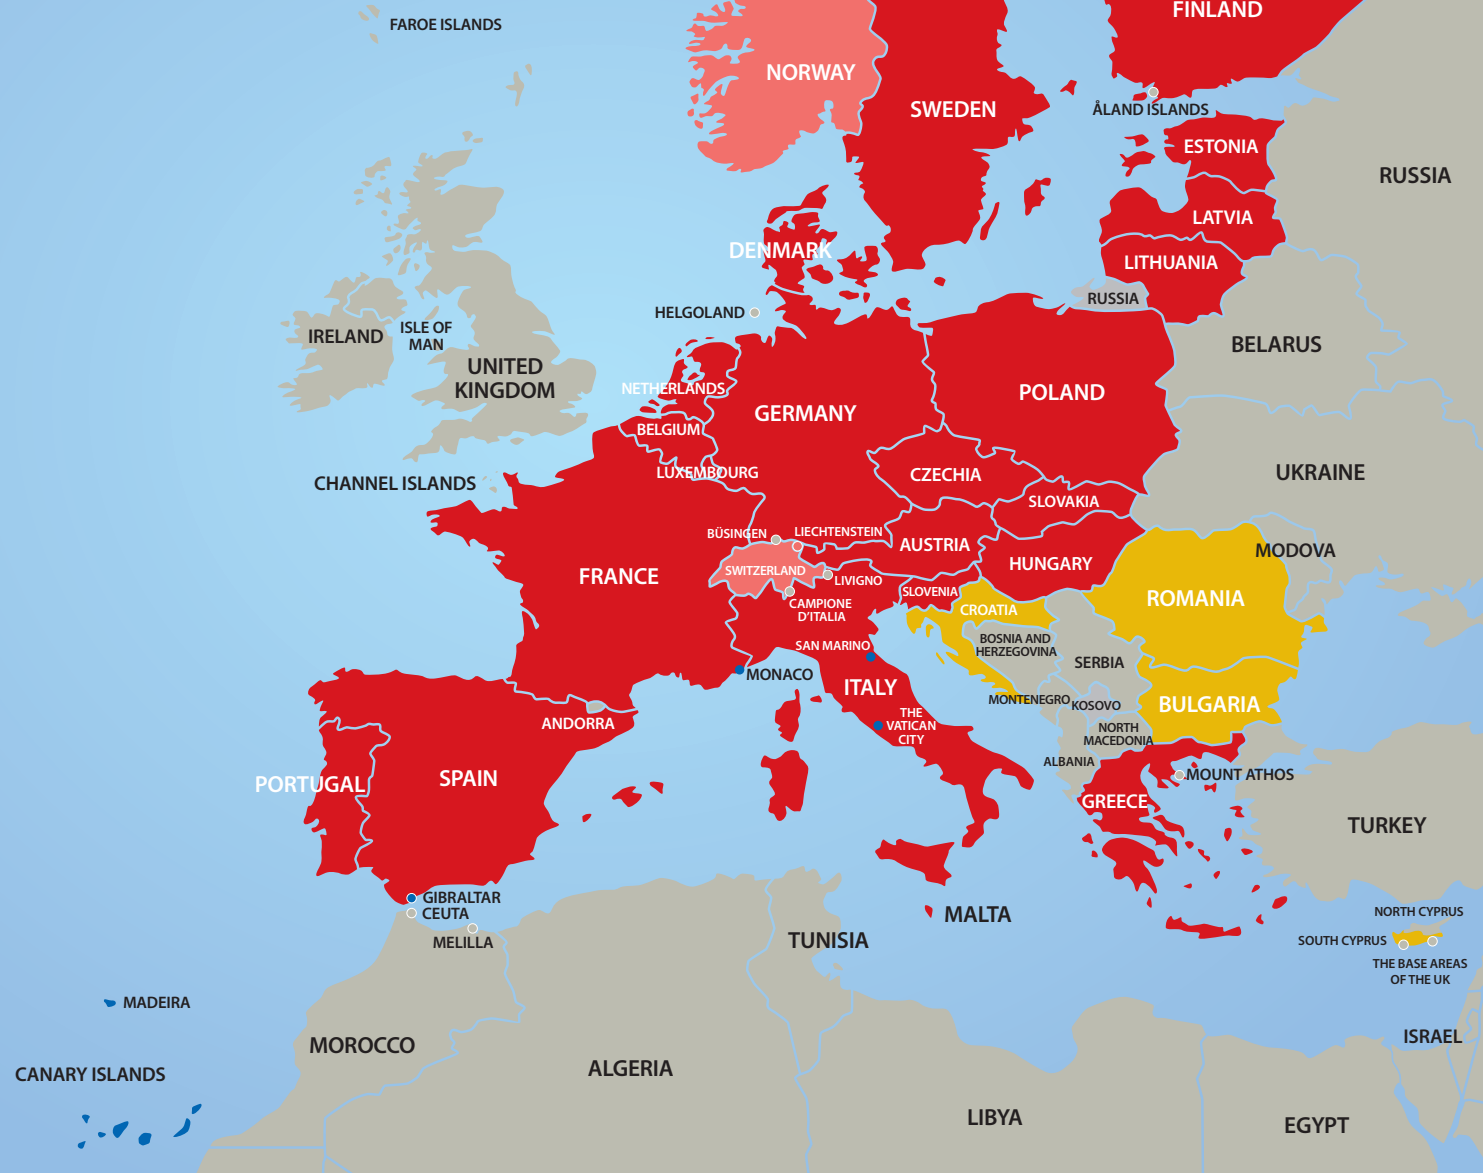 FINLAND
FAROE ISLANDS
NORWAY
SWEDEN
ÅLAND ISLANDS
ESTONIA
RUSSIA
LATVIA
DENMARK
LITHUANIA
RUSSIA
HELGOLAND
IRELAND
ISLE OF
MAN
BELARUS
UNITED
KINGDOM
NETHERLANDS
POLAND
GERMANY
BELGIUM
LUXEMBOURG
CZECHIA
UKRAINE
CHANNEL ISLANDS
SLOVAKIA
BÜSINGEN
LIECHTENSTEIN
AUSTRIA
MODOVA
HUNGARY
FRANCE
SWITZERLAND
LIVIGNO
SLOVENIA
ROMANIA
CAMPIONE
D'ITALIA
CROATIA
SAN MARINO
BOSNIA AND
HERZEGOVINA
SERBIA
MONACO
ITALY
MONTENEGRO
KOSOVO
BULGARIA
ANDORRA
THE
VATICAN
CITY
NORTH
MACEDONIA
ALBANIA
MOUNT ATHOS
PORTUGAL
SPAIN
GREECE
TURKEY
GIBRALTAR
CEUTA
MELILLA
MALTA
NORTH CYPRUS
TUNISIA
SOUTH CYPRUS
THE BASE AREAS
OF THE UK
MADEIRA
ISRAEL
MOROCCO
ALGERIA
CANARY ISLANDS
LIBYA
EGYPT